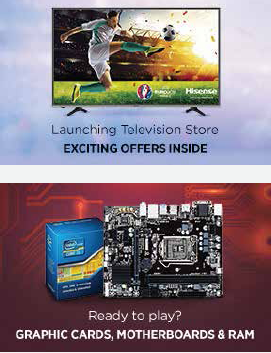 Hisense
Launching Television Store
EXCITING OFFERS INSIDE
Ready to play?
GRAPHIC CARDS, MOTHERBOARDS & RAM